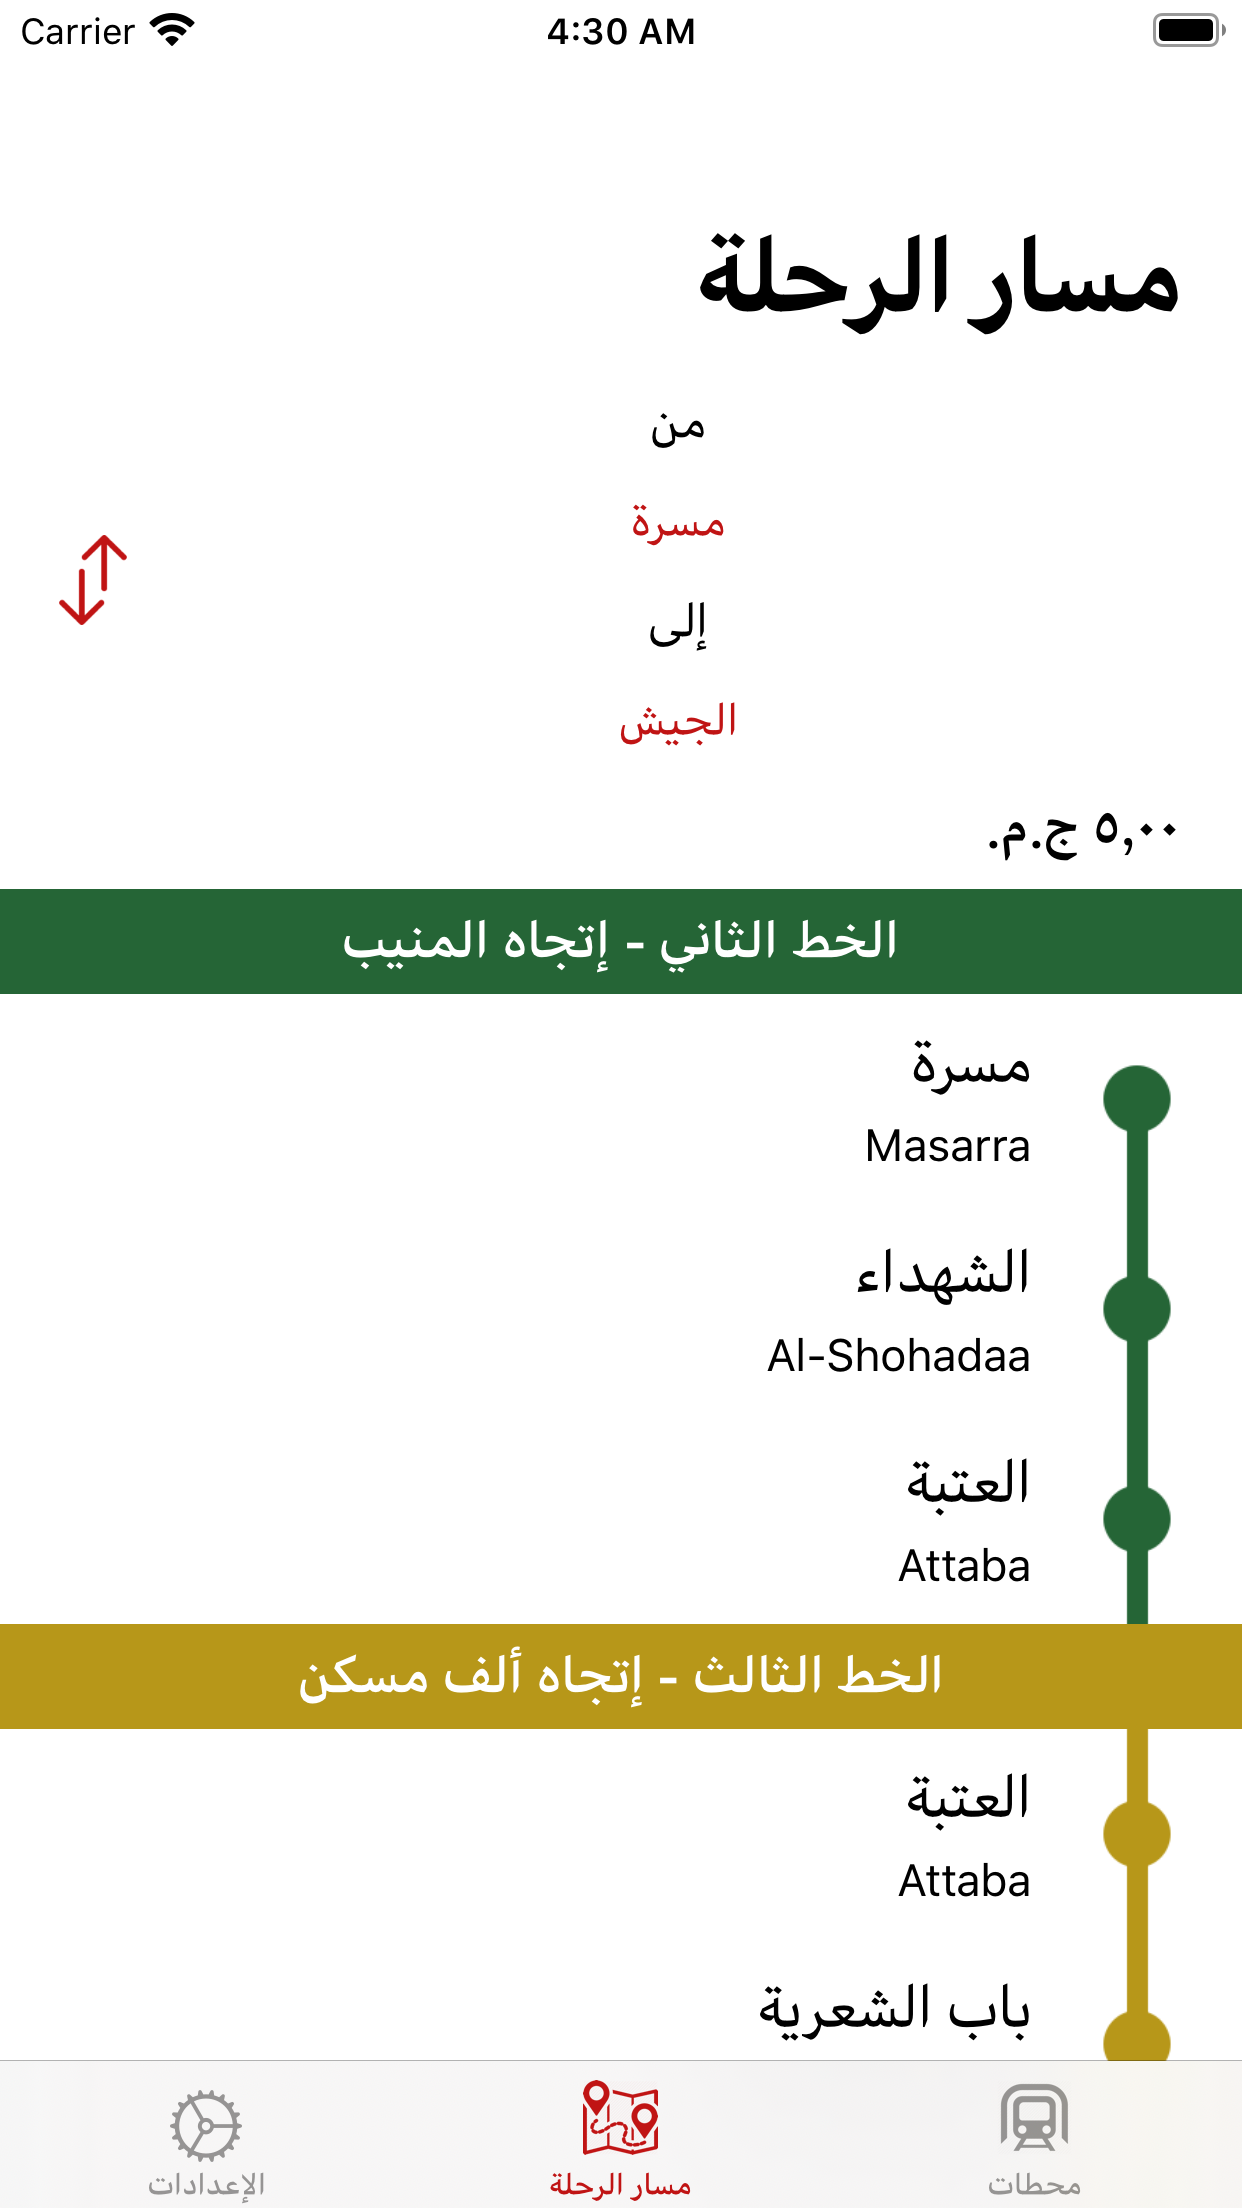 Carrier 4:30 AM
مسار الرحلة
من
مسرة
إلى
الجيش
٥,٠٠ ج.م.
الخط الثاني - إتجاه المنيب
مسرة
Masarra
الشهداء
Al-Shohadaa
العتبة
Attaba
الخط الثالث - إتجاه ألف مسكن
العتبة
Attaba
باب الشعرية
محطات مسار الرحلة الإعدادات